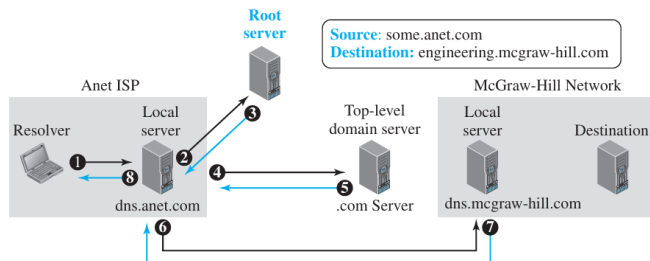 Root
server
Source: some.anet.com
Destination: engineering.mcgraw-hill.com
Anet ISP
McGraw-Hill Network
Resolver
Local
server
Top-level
domain server
Local
server
Destination
1
2
3
4
5
8
dns.anet.com
.com Server
dns.mcgraw-hill.com
6
7